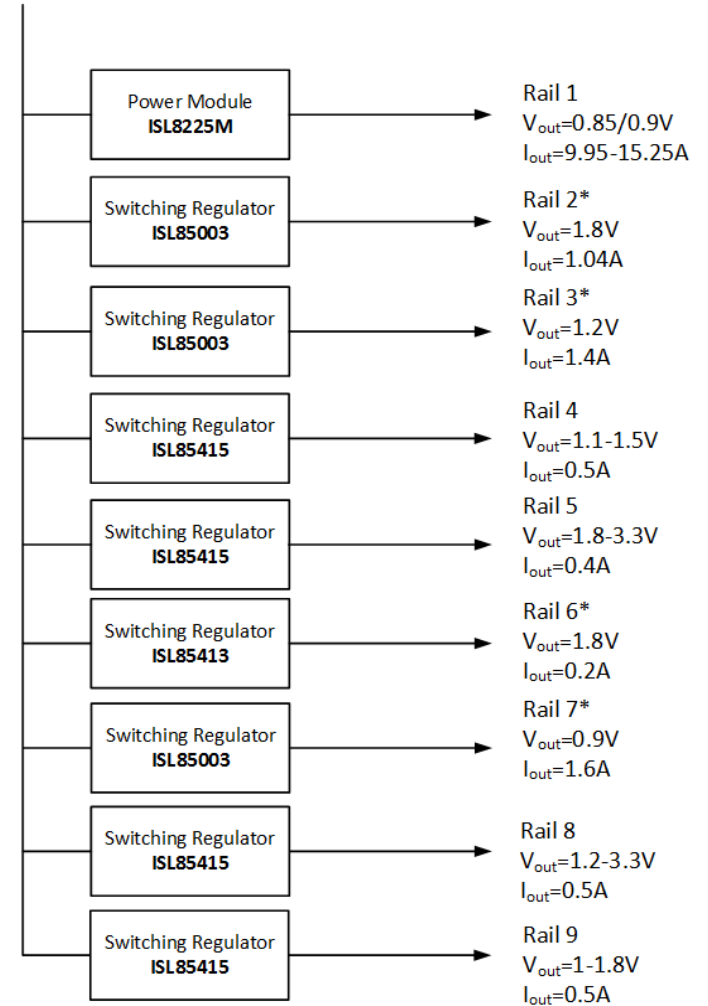 Power Module
ISL8225M
Rail 1
Vout=0.85/0.9V
Iout=9.95-15.25A
Switching Regulator
ISL85003
Rail 2*
Vout=1.8V
Iout=1.04A
Switching Regulator
ISL85003
Rail 3*
Vout=1.2V
Iout=1.4A
Switching Regulator
ISL85415
Rail 4
Vout=1.1-1.5V
Iout=0.5A
Switching Regulator
ISL85415
Rail 5
Vout=1.8-3.3V
Iout=0.4A
Switching Regulator
ISL85413
Rail 6*
Vout=1.8V
Iout=0.2A
Switching Regulator
ISL85003
Rail 7*
Vout=0.9V
Iout=1.6A
Switching Regulator
ISL85415
Rail 8
Vout=1.2-3.3V
Iout=0.5A
Switching Regulator
ISL85415
Rail 9
Vout=1-1.8V
Iout=0.5A